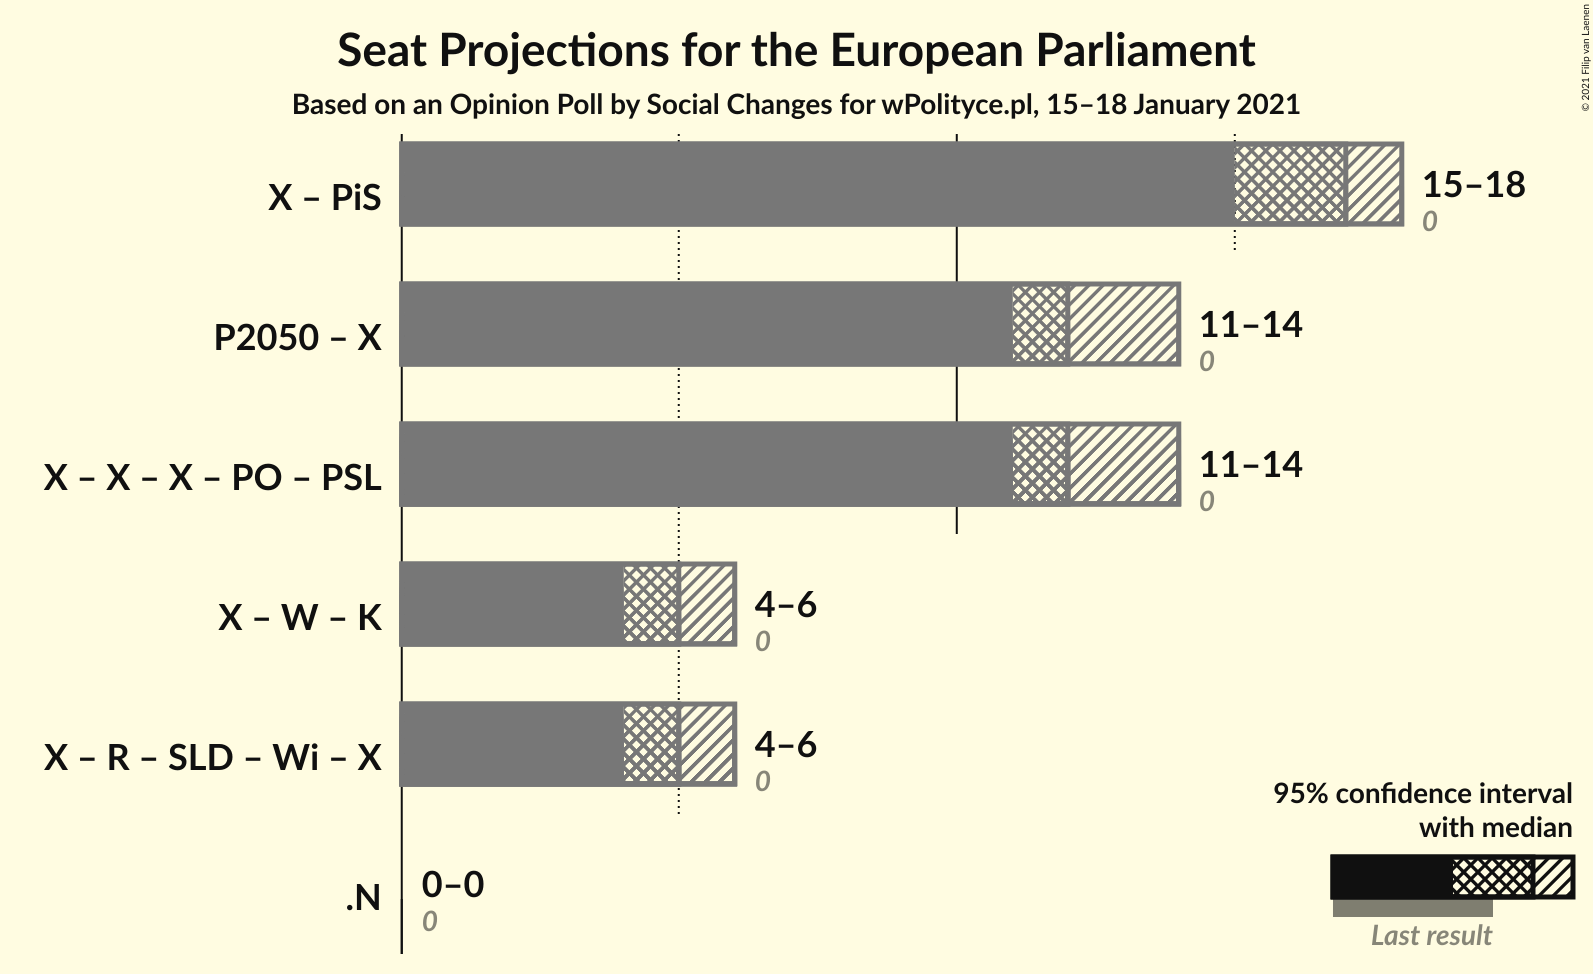 Seat Projections for the European Parliament
Based on an Opinion Poll by Social Changes for wPolityce.pl, 15–18 January 2021
© 2021 Filip van Laenen
X – PiS
15–18
0
P2050 – X
11–14
0
X – X – X – PO – PSL
11–14
0
X – W – K
4–6
0
X – R – SLD – Wi – X
4–6
0
.N
0–0
0
95% confidence interval
with median
Last result